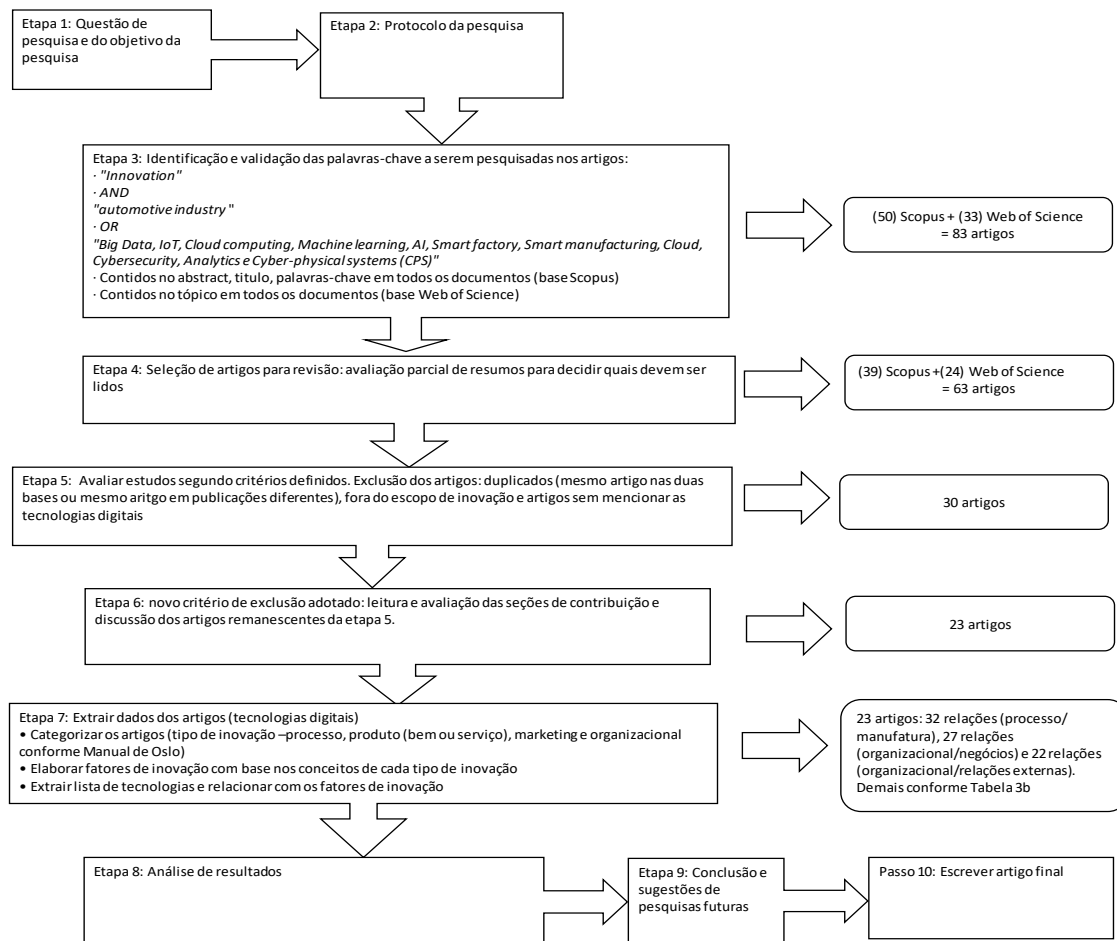 Etapa 1: Questão de
pesquisa e do objetivo da
pesquisa
Etapa 2: Protocolo da pesquisa
Etapa 3: Identificação e validação das palavras-chave a serem pesquisadas nos artigos:
· "Innovation"
· AND
"automotive industry "
· OR
"Big Data, IoT, Cloud computing, Machine learning, AI, Smart factory, Smart manufacturing, Cloud,
Cybersecurity, Analytics e Cyber-physical systems (CPS)"
· Contidos no abstract, titulo, palavras-chave em todos os documentos (base Scopus)
· Contidos no tópico em todos os documentos (base Web of Science)
(50) Scopus + (33) Web of Science
= 83 artigos
Etapa 4: Seleção de artigos para revisão: avaliação parcial de resumos para decidir quais devem ser
lidos
(39) Scopus +(24) Web of Science
= 63 artigos
Etapa 5: Avaliar estudos segundo critérios definidos. Exclusão dos artigos: duplicados (mesmo artigo nas duas
bases ou mesmo aritgo em publicações diferentes), fora do escopo de inovação e artigos sem mencionar as
tecnologias digitais
30 artigos
Etapa 6: novo critério de exclusão adotado: leitura e avaliação das seções de contribuição e
discussão dos artigos remanescentes da etapa 5.
23 artigos
Etapa 7: Extrair dados dos artigos (tecnologias digitais)
• Categorizar os artigos (tipo de inovação –processo, produto (bem ou serviço), marketing e organizacional
conforme Manual de Oslo)
• Elaborar fatores de inovação com base nos conceitos de cada tipo de inovação
• Extrair lista de tecnologias e relacionar com os fatores de inovação
23 artigos: 32 relações (processo/
manufatura), 27 relações
(organizacional/negócios) e 22 relações
(organizacional/relações externas).
Demais conforme Tabela 3b
Etapa 8: Análise de resultados
Etapa 9: Conclusão e
sugestões de
pesquisas futuras
Passo 10: Escrever artigo final